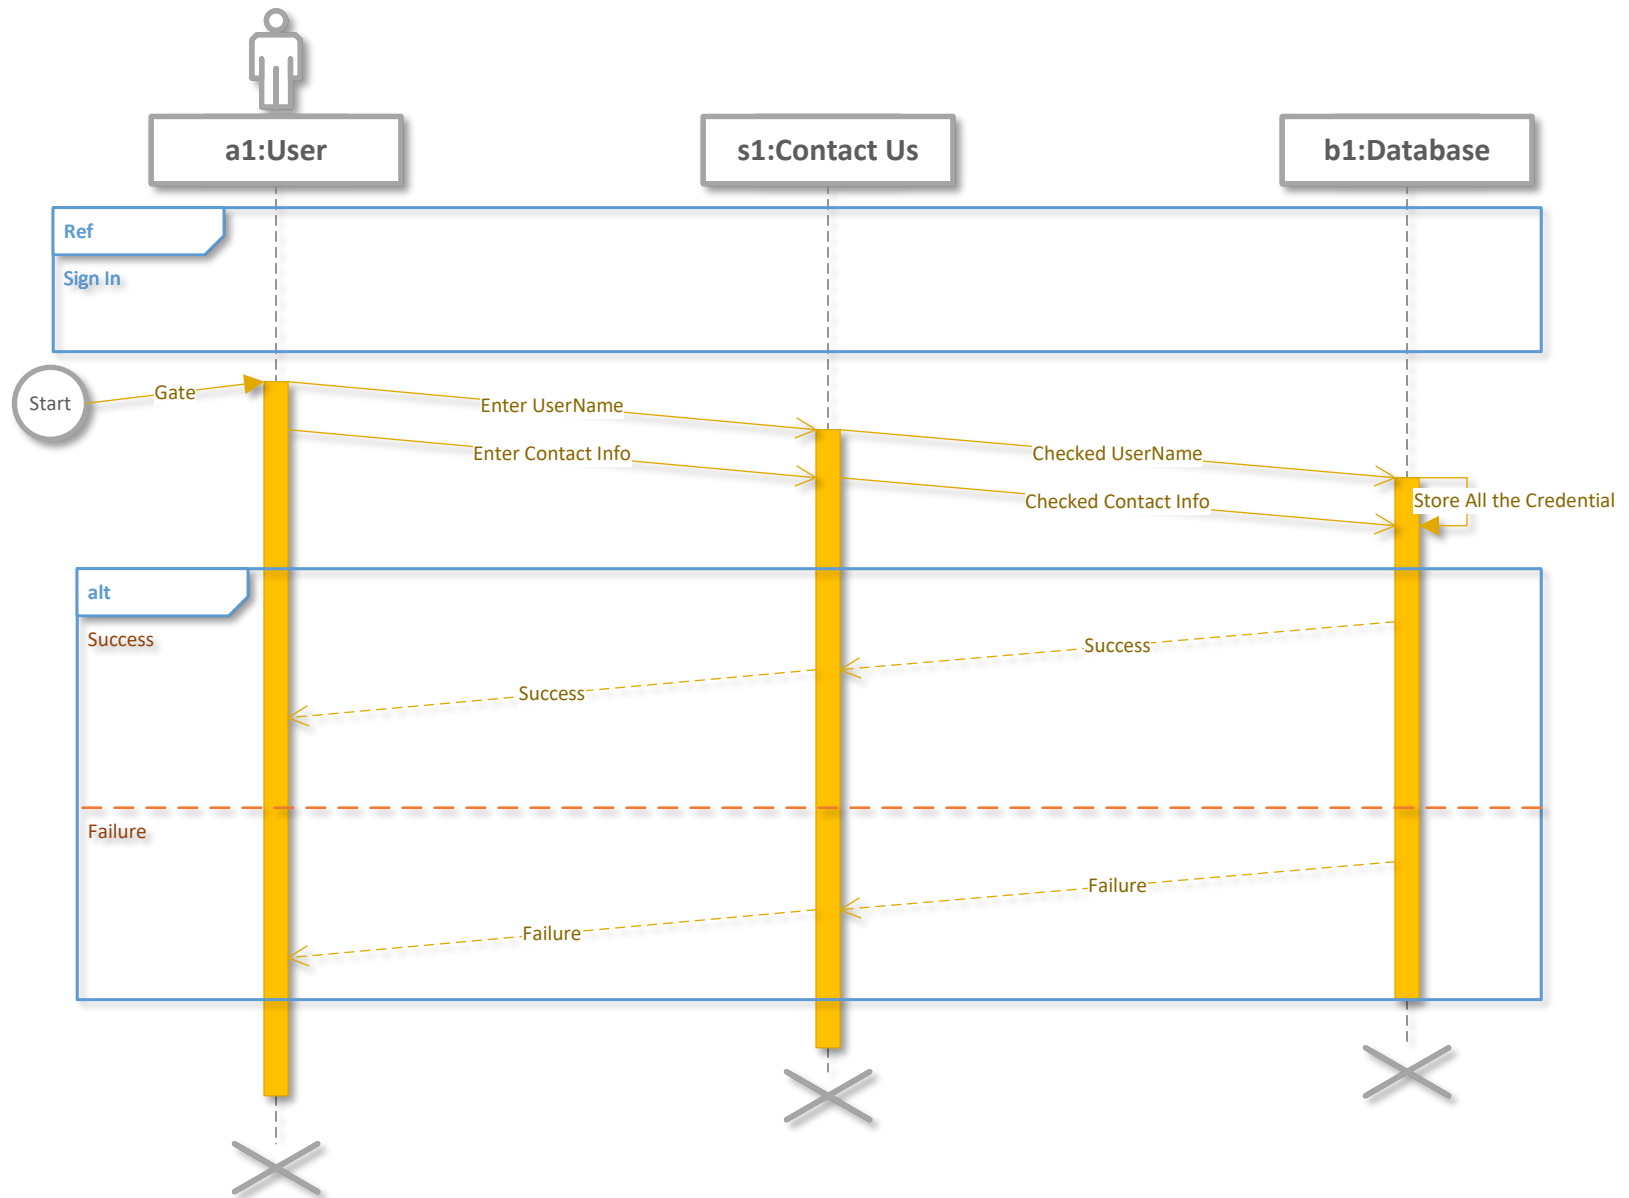 a1:User
s1:Contact Us
b1:Database
Ref
Sign In
Start
Gate
Enter UserName
Enter Contact Info
Checked UserName
Checked Contact Info
Store All the Credential
alt
Success
Success
Success
Failure
Failure
Failure